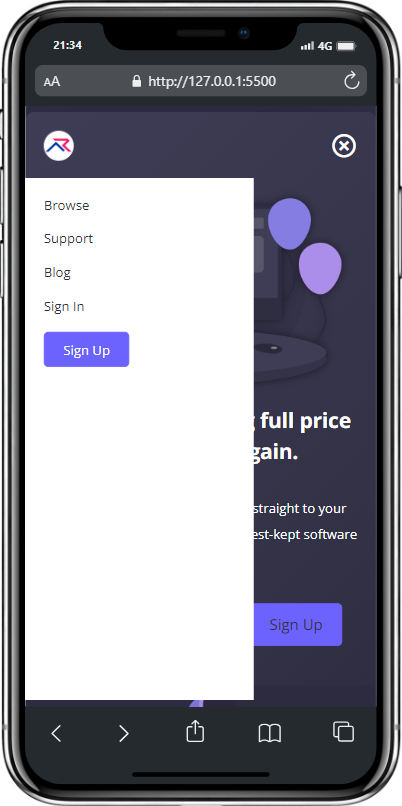 21:34
4G
AA
http://127.0.0.1:5500
Browse
Support
Blog
Sign In
Sign Up
full price
gain.
straight to your
est-kept software
Sign Up